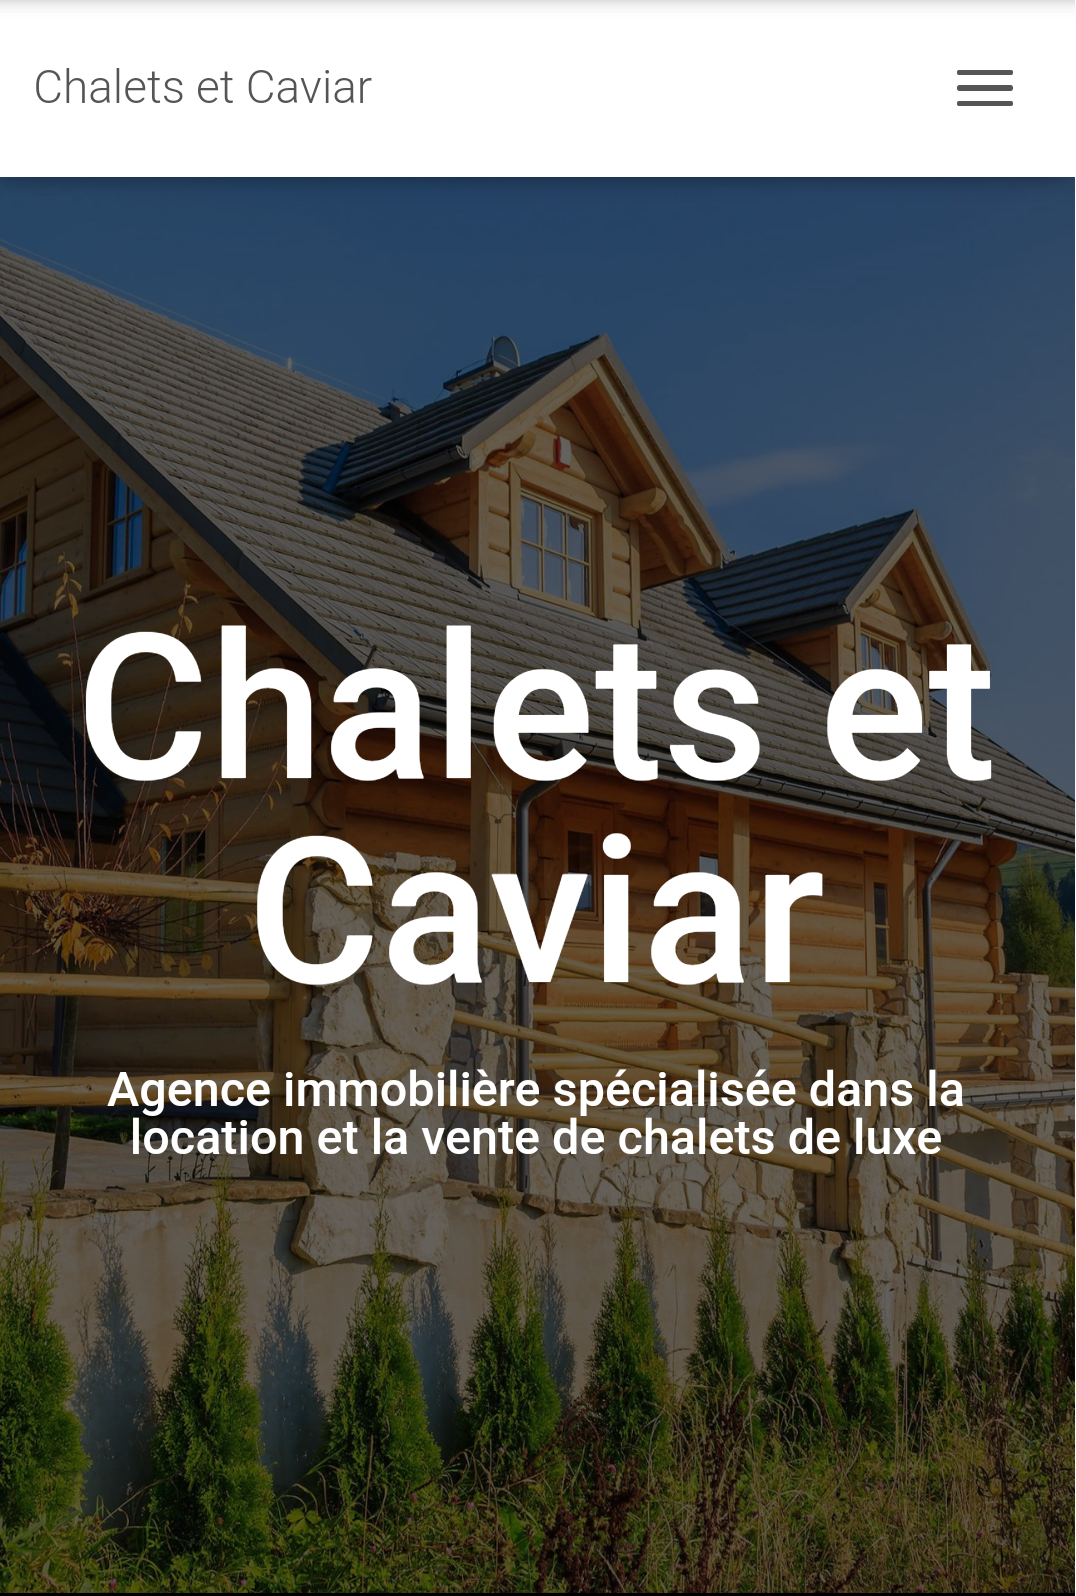 Chalets et Caviar
Chalets et
Caviar
Agence immobilière spécialisée dans la
location et la vente de chalets de luxe